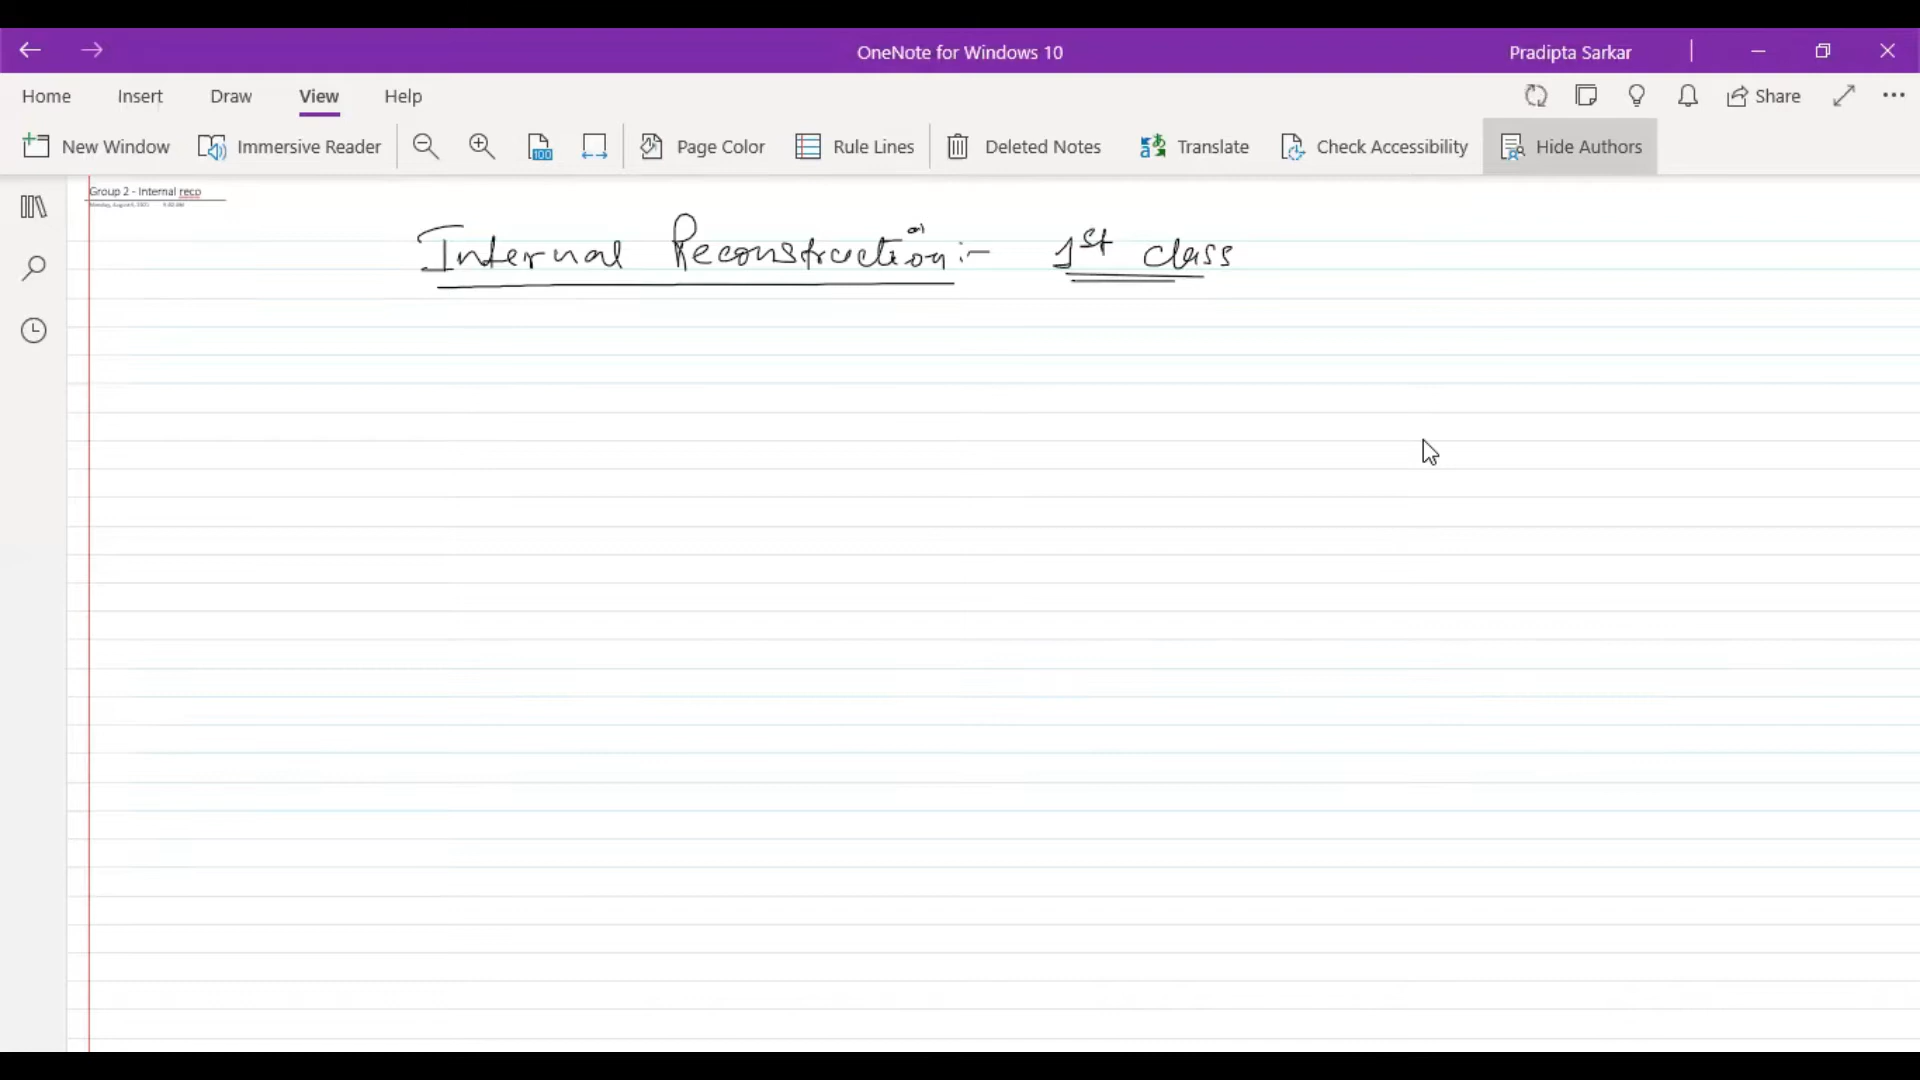 OneNote for Windows 10
Pradipta Sarkar
Home Insert Draw View Help
Share
New Window Immersive Reader 100 Page Color Rule Lines Deleted Notes Translate Check Accessibility Hide Authors
Group 2 - Internal reco
Internal Reconstruction :- 1st class